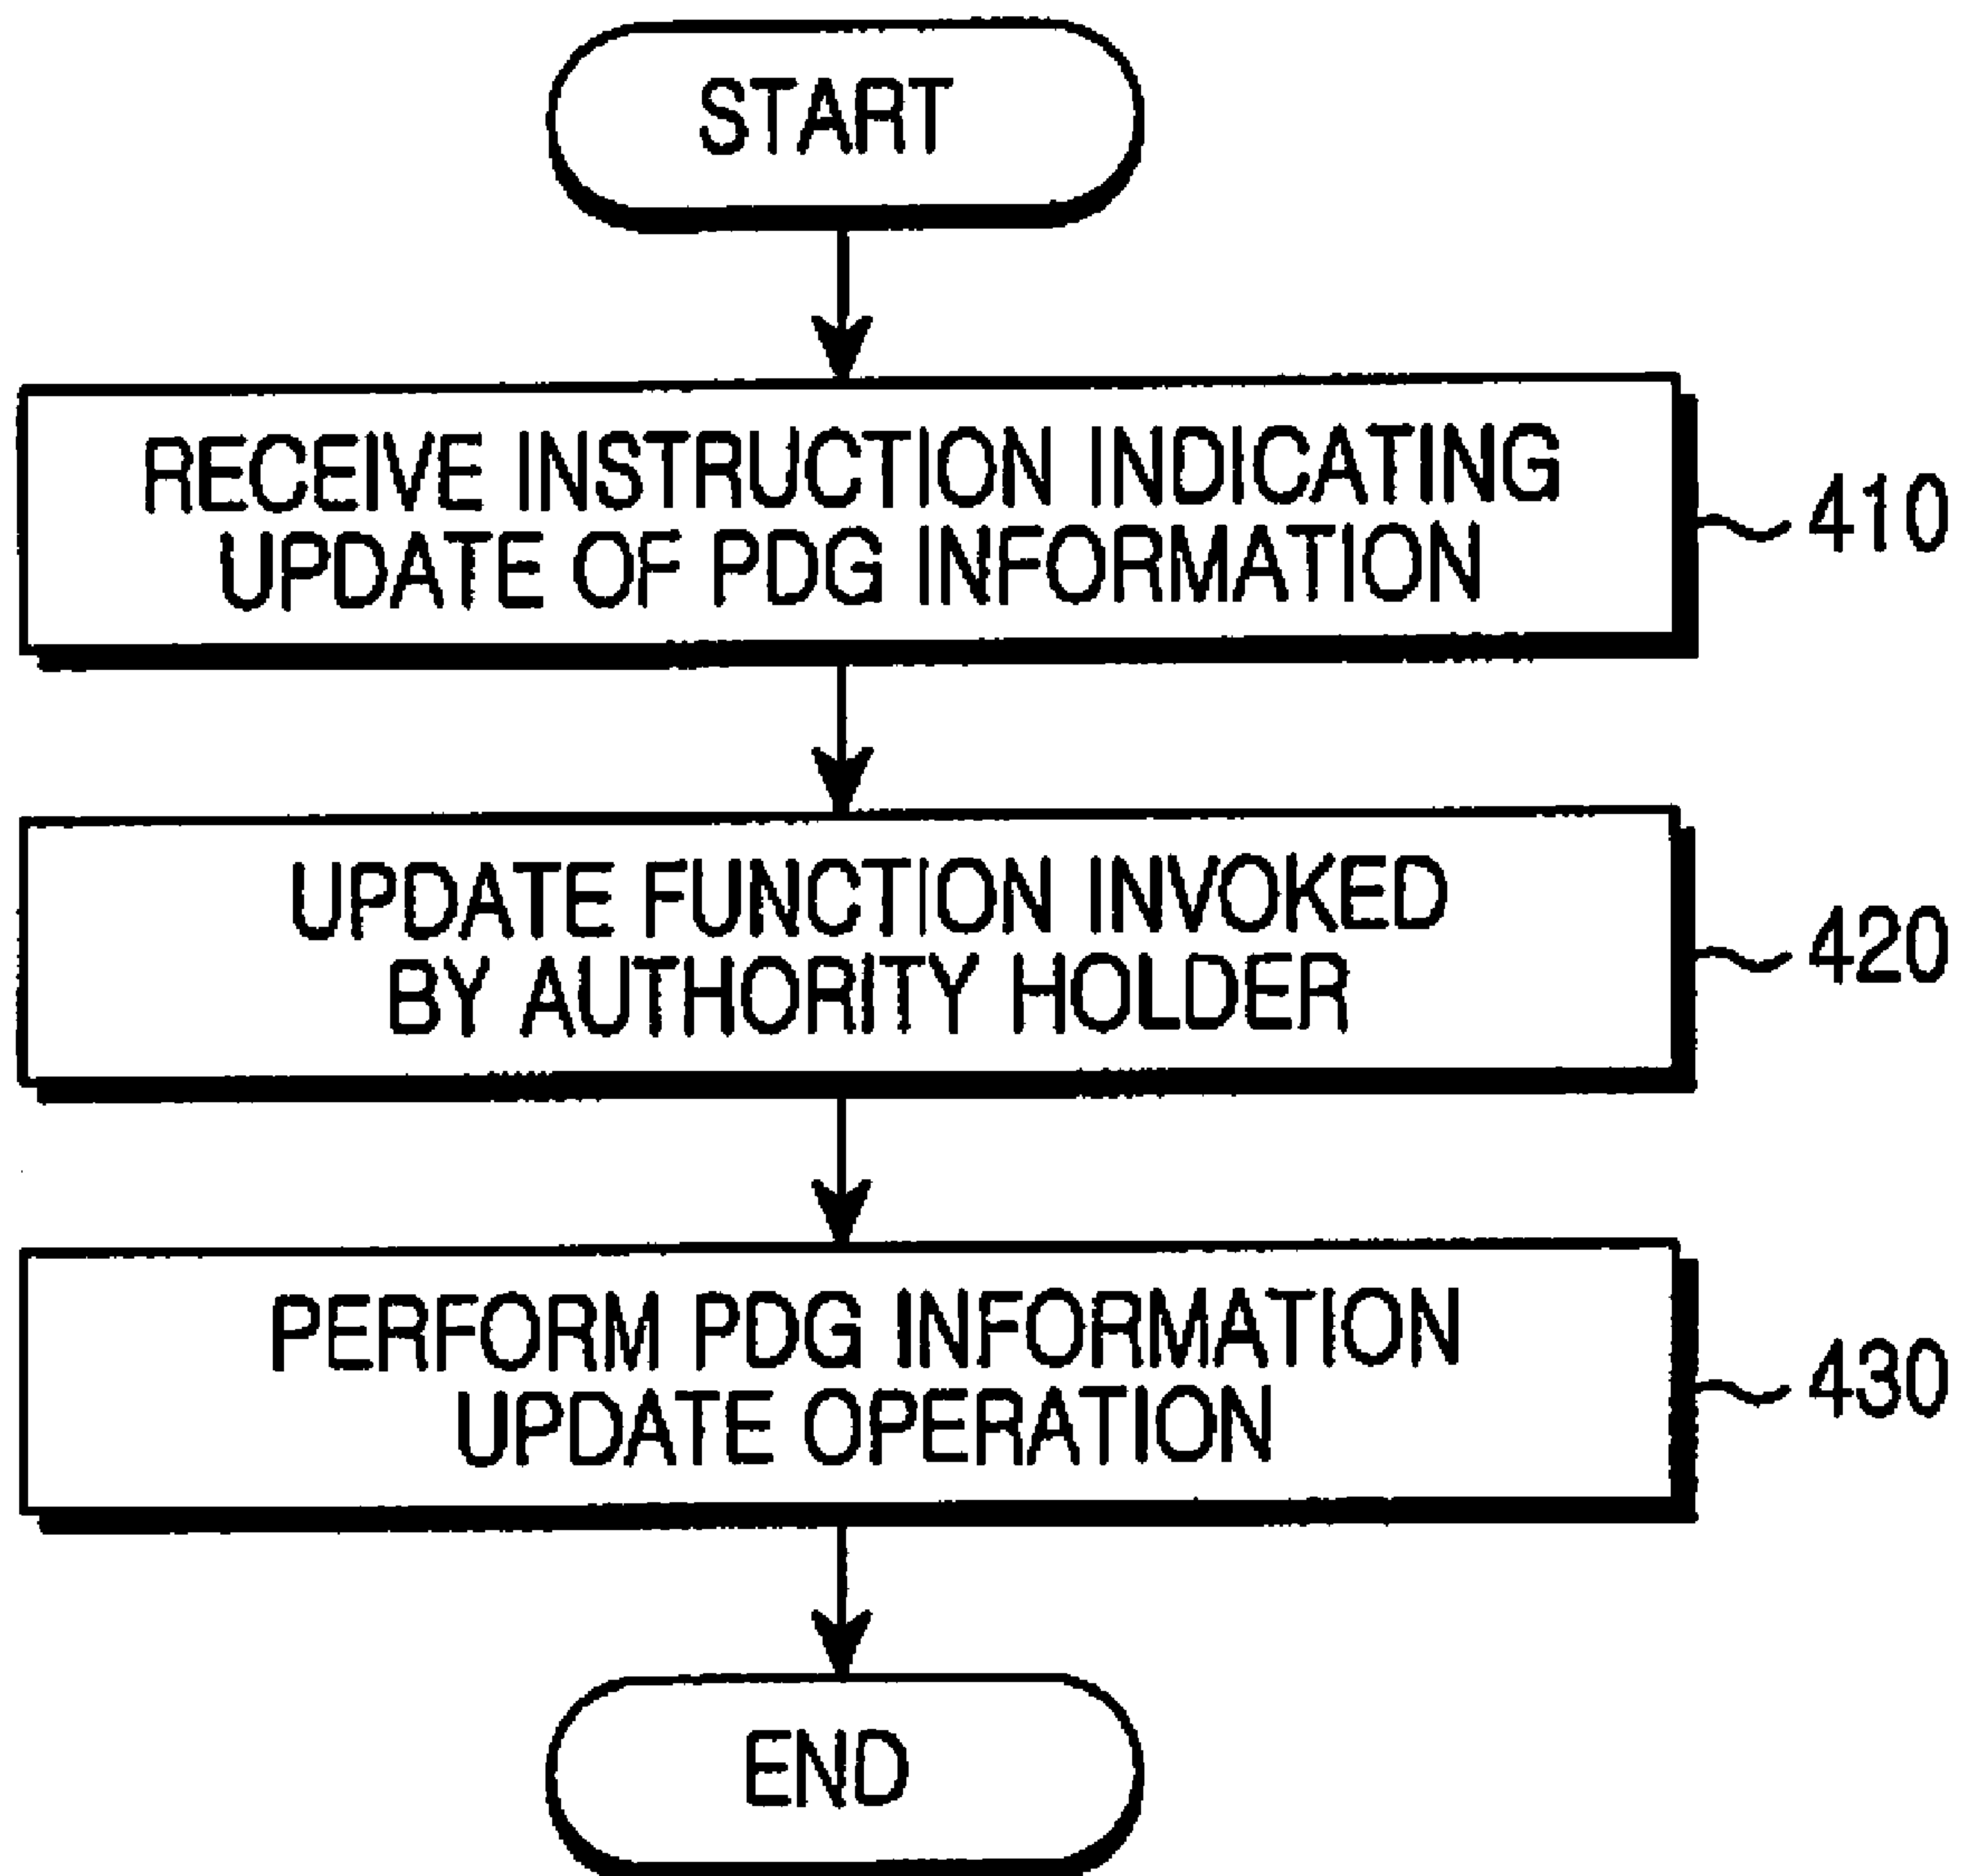 START
RECEIVE INSTRUCTION INDICATING
UPDATE OF PDG INFORMATION
410
UPDATE FUNCTION INVOKED
BY AUTHORITY HOLDER
420
PERFORM PDG INFORMATION
UPDATE OPERATION
430
END